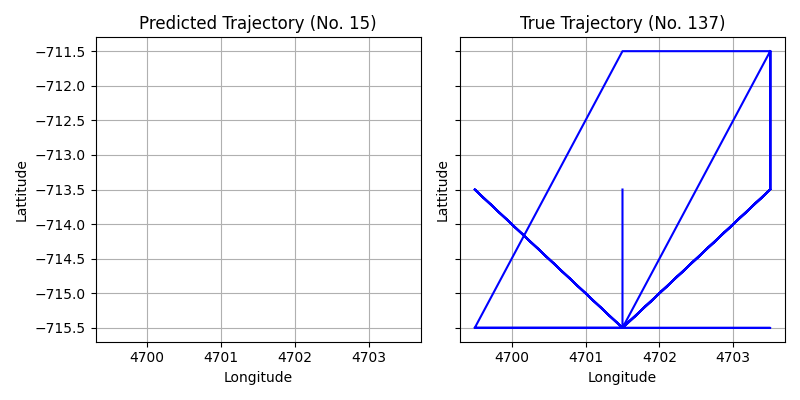 Predicted Trajectory (No. 15)
True Trajectory (No. 137)
−711.5
−712.0
−712.5
−713.0
−713.5
−714.0
−714.5
−715.0
−715.5
Lattitude
Lattitude
4700 4701 4702 4703
4700 4701 4702 4703
Longitude
Longitude